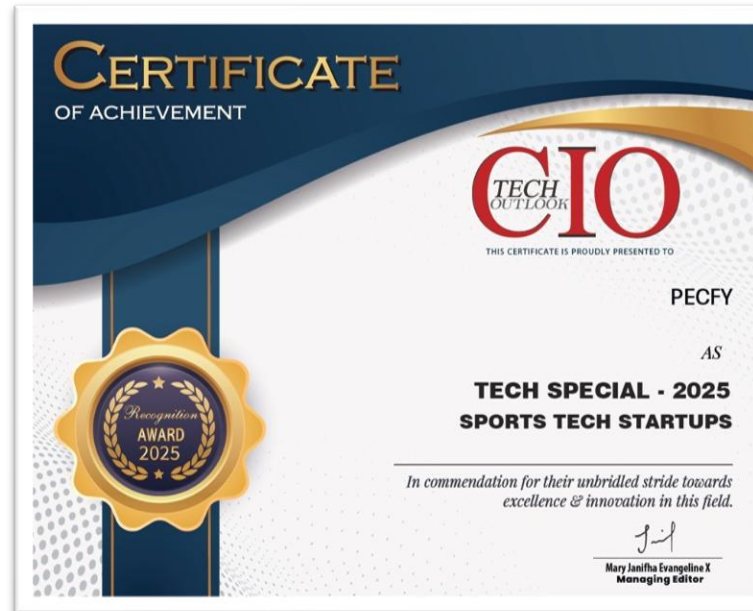 CERTIFICATE
OF ACHIEVEMENT
CIO
TECH
OUTLOOK
THIS CERTIFICATE IS PROUDLY PRESENTED TO
PECFY
AS
TECH SPECIAL - 2025
SPORTS TECH STARTUPS
Recognition
AWARD
2025
In commendation for their unbridled stride towards
excellence & innovation in this field.
Mary Janifha Evangeline X
Managing Editor